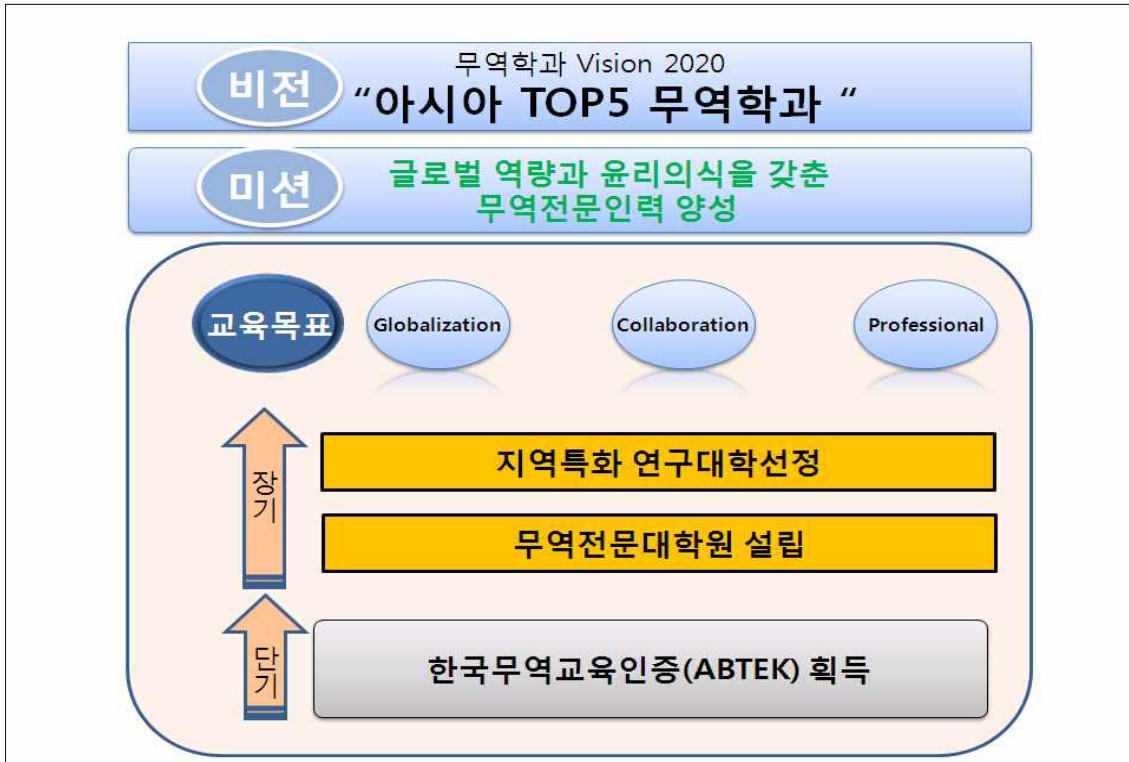 무역학과 Vision 2020
비전
“아시아 TOP5 무역학과 “
미션
글로벌 역량과 윤리의식을 갖춘
무역전문인력 양성
교육목표
Globalization
Collaboration
Professional
장기
지역특화 연구대학선정
무역전문대학원 설립
단기
한국무역교육인증(ABTEK) 획득